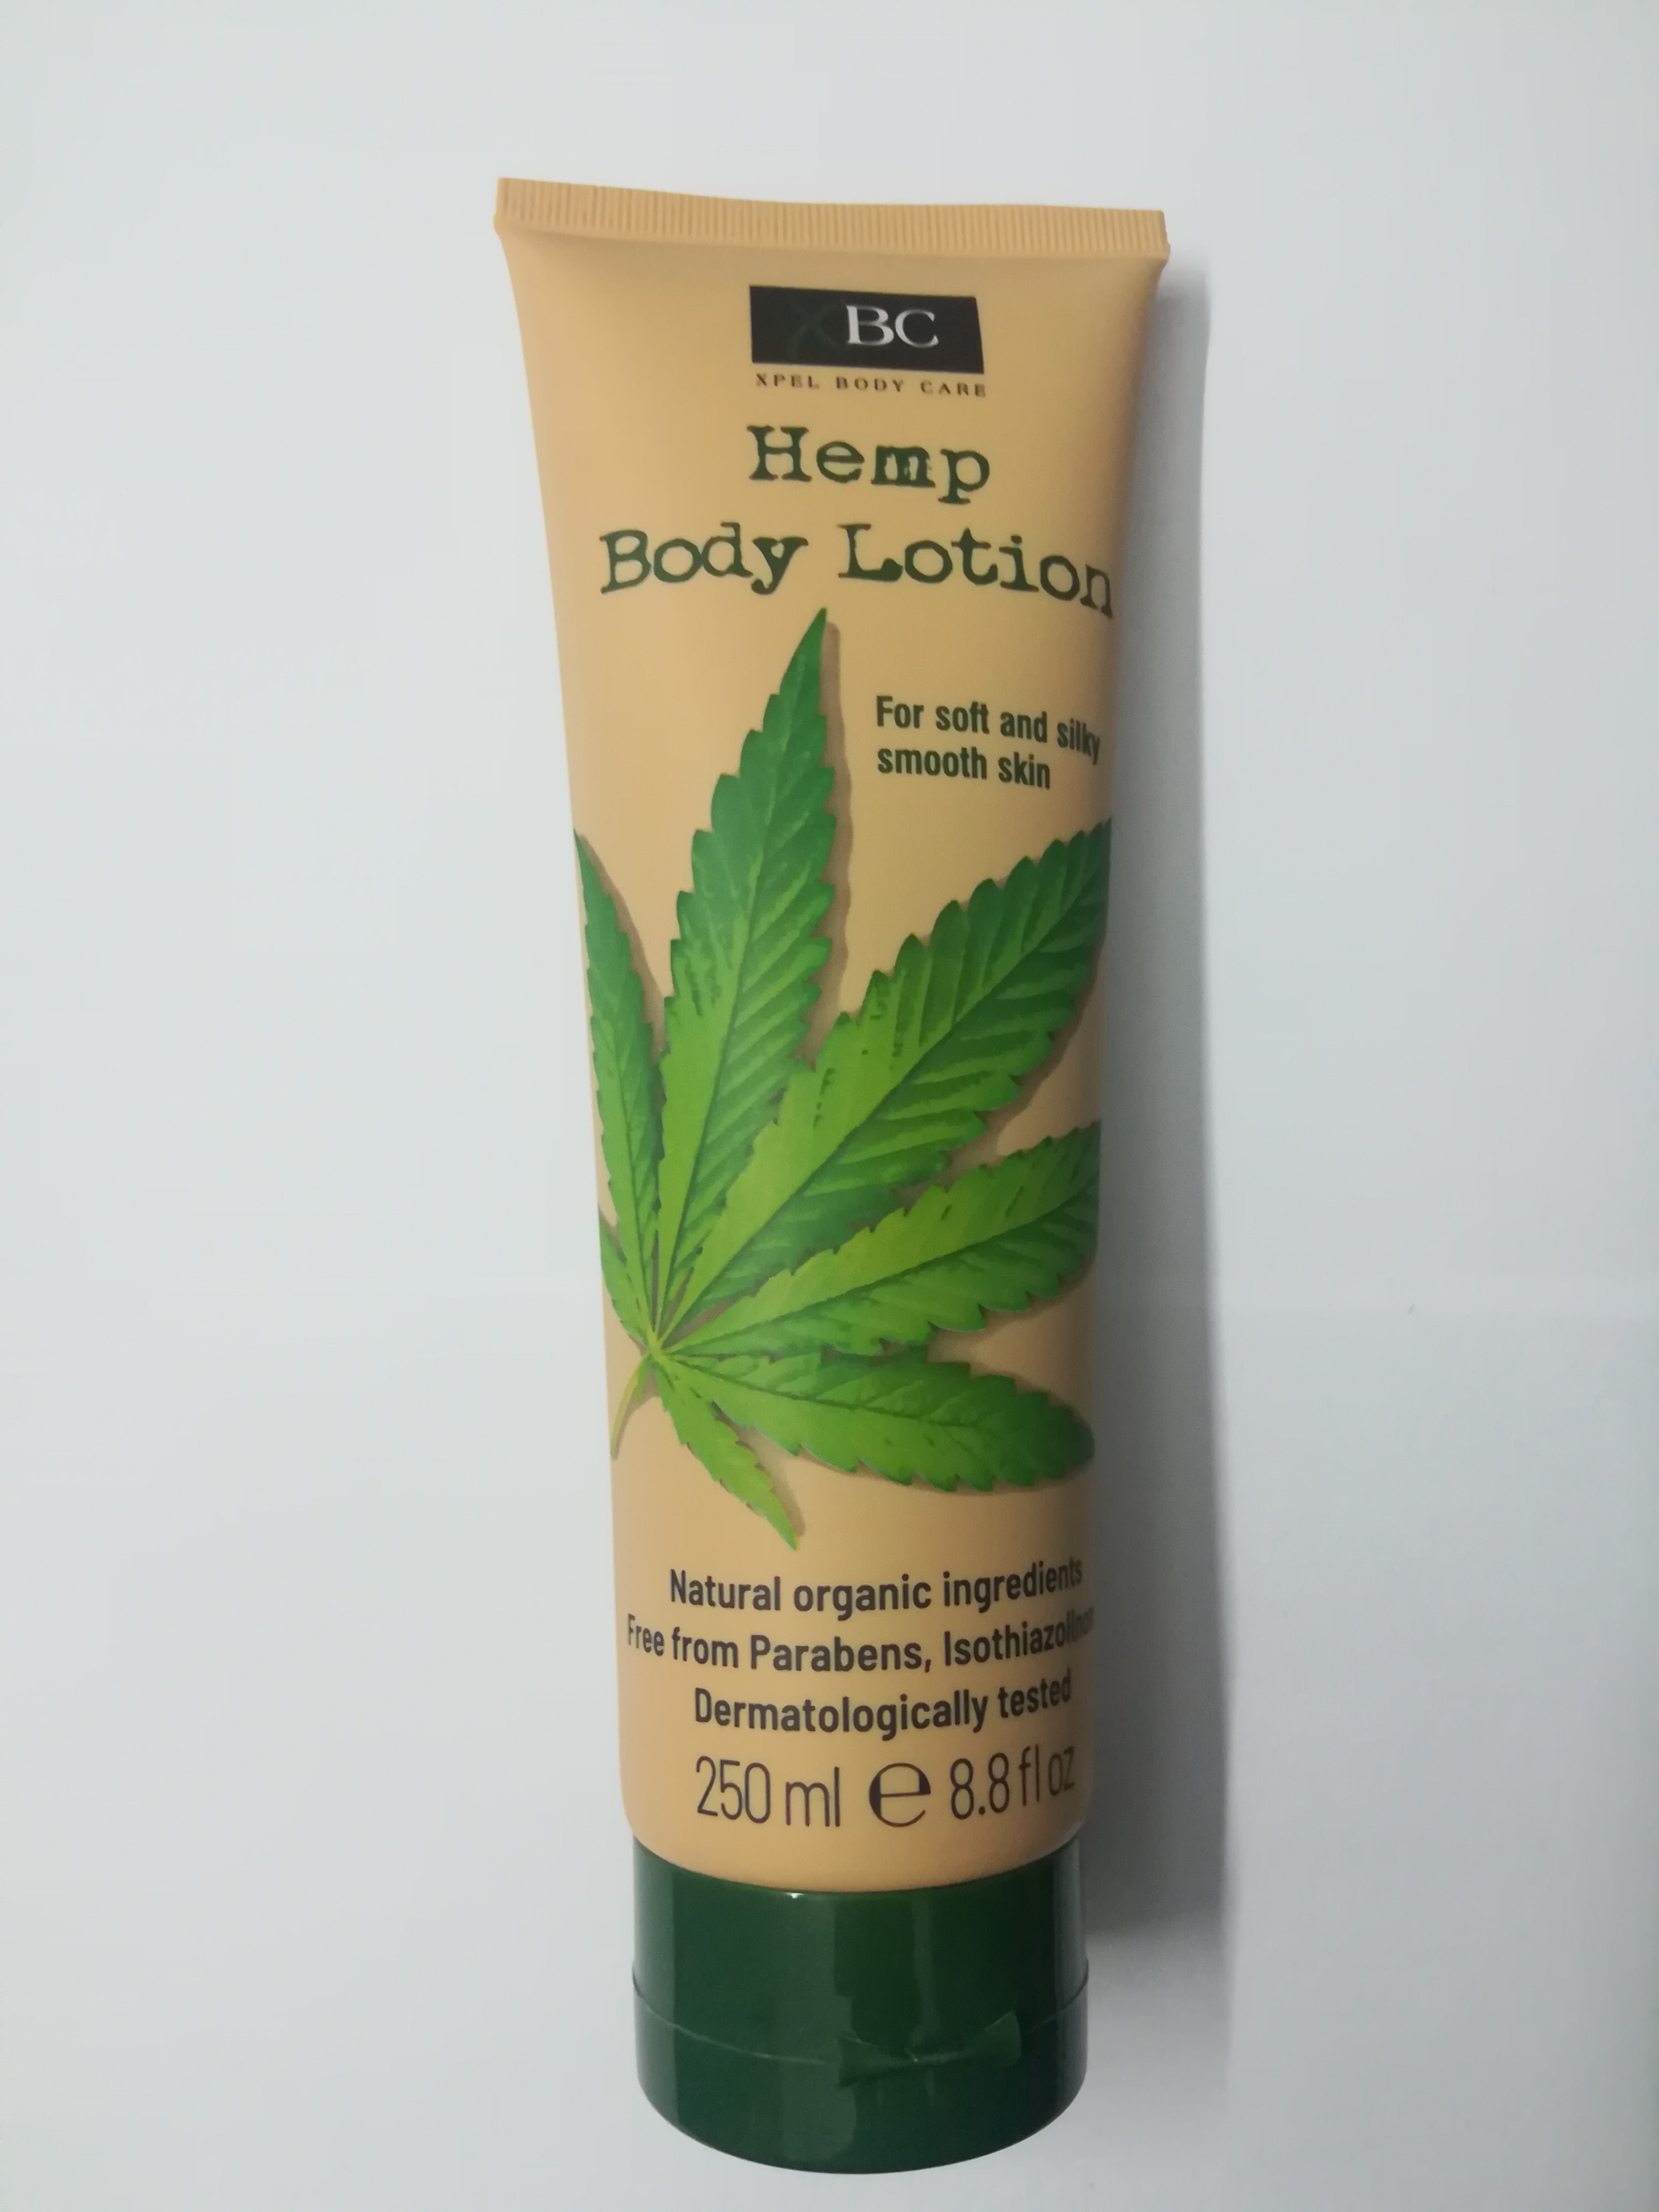 XBC
XPEL BODY CARE
Hemp
Body Lotion
For soft and silky
smooth skin
Natural organic ingredients
Free from Parabens,
Dermatologically tested
250 ml e 8.8 fl oz